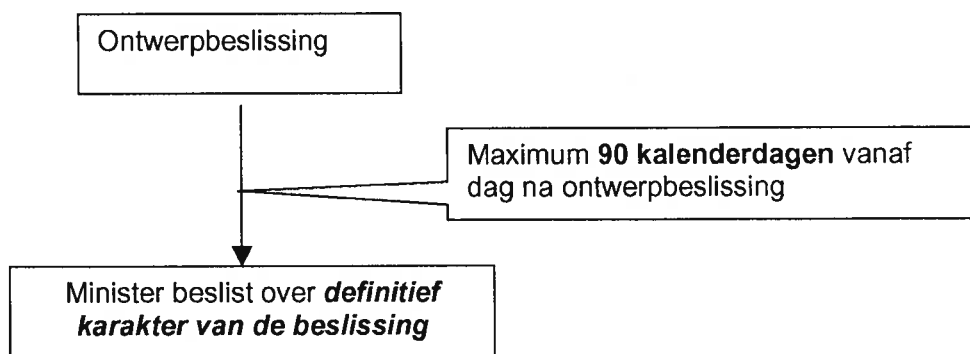 Ontwerpbeslissing
Maximum 90 kalenderdagen vanaf
dag na ontwerpbeslissing
Minister beslist over definitief
karakter van de beslissing